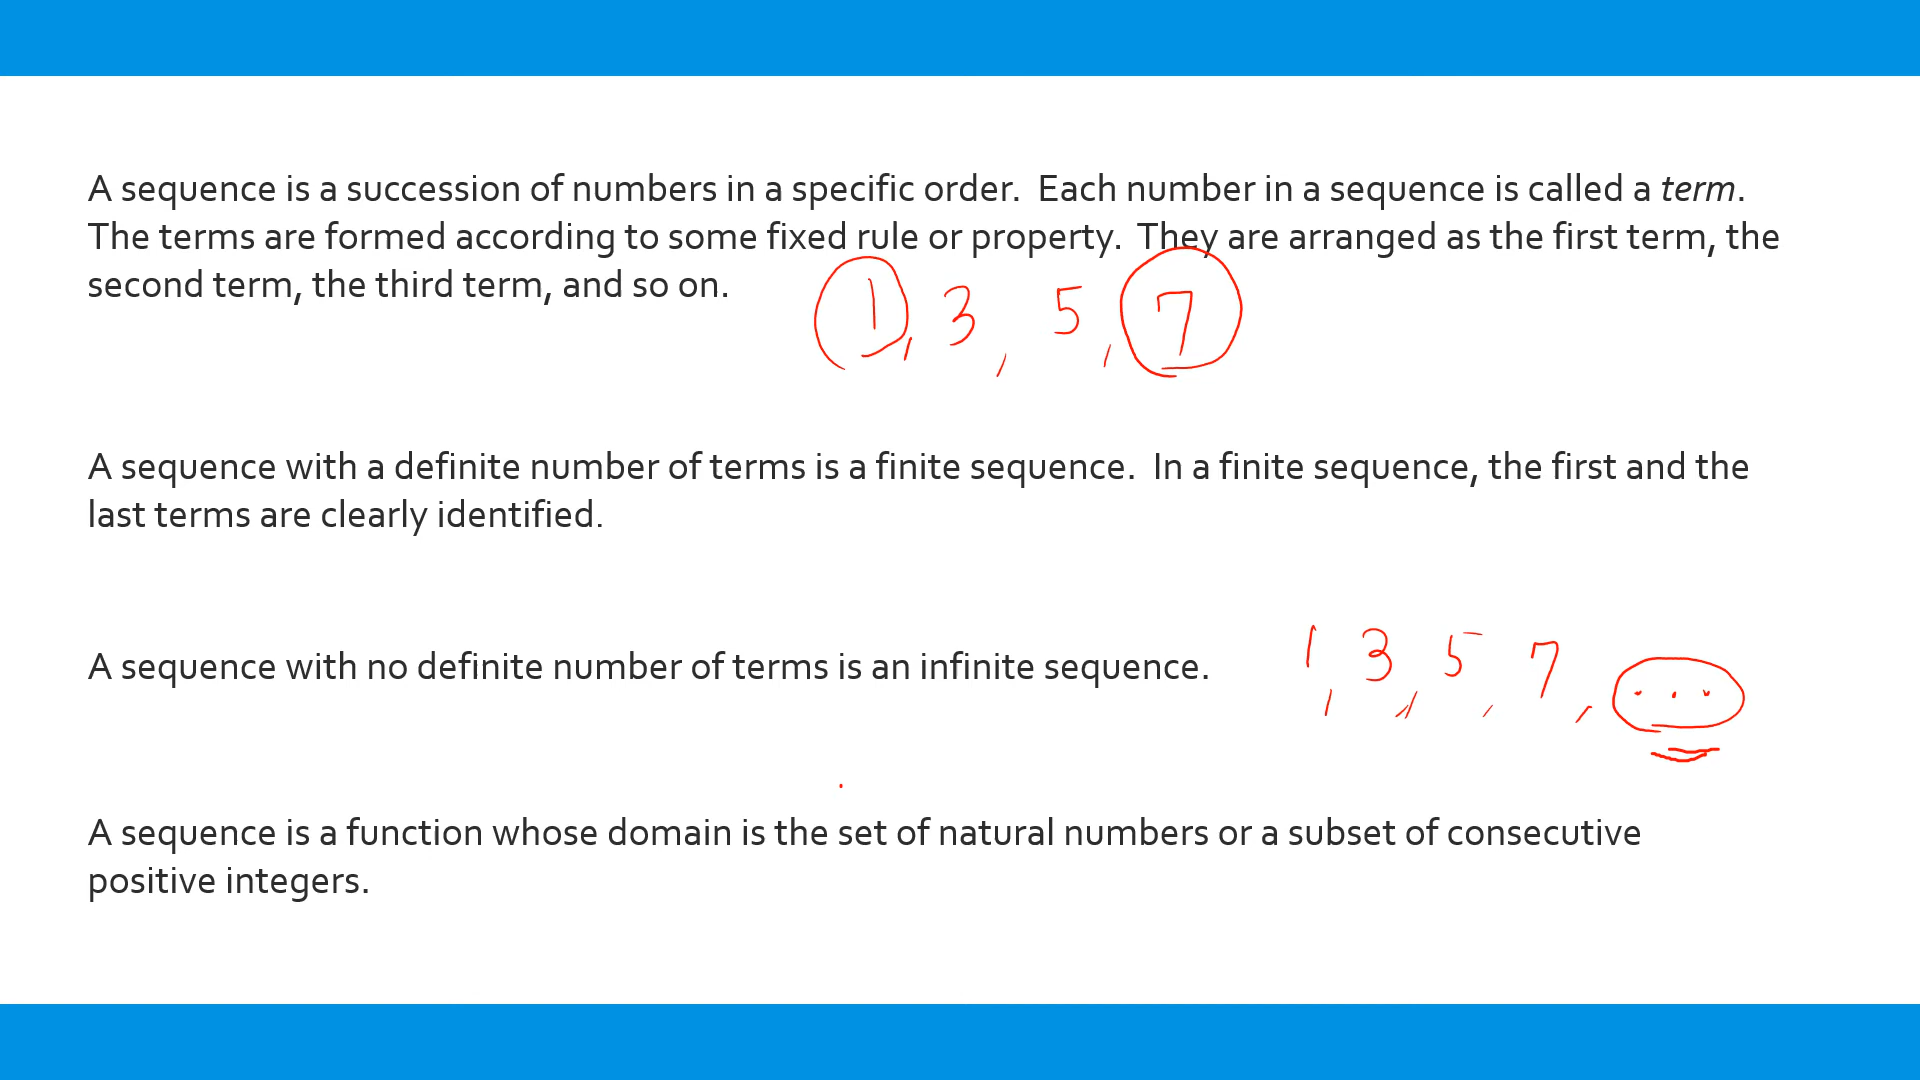 A sequence is a succession of numbers in a specific order.  Each number in a sequence is called a term.
The terms are formed according to some fixed rule or property.  They are arranged as the first term, the
second term, the third term, and so on.
1, 3, 5, 7
A sequence with a definite number of terms is a finite sequence.  In a finite sequence, the first and the
last terms are clearly identified.
A sequence with no definite number of terms is an infinite sequence.
1, 3, 5, 7, ...
A sequence is a function whose domain is the set of natural numbers or a subset of consecutive
positive integers.